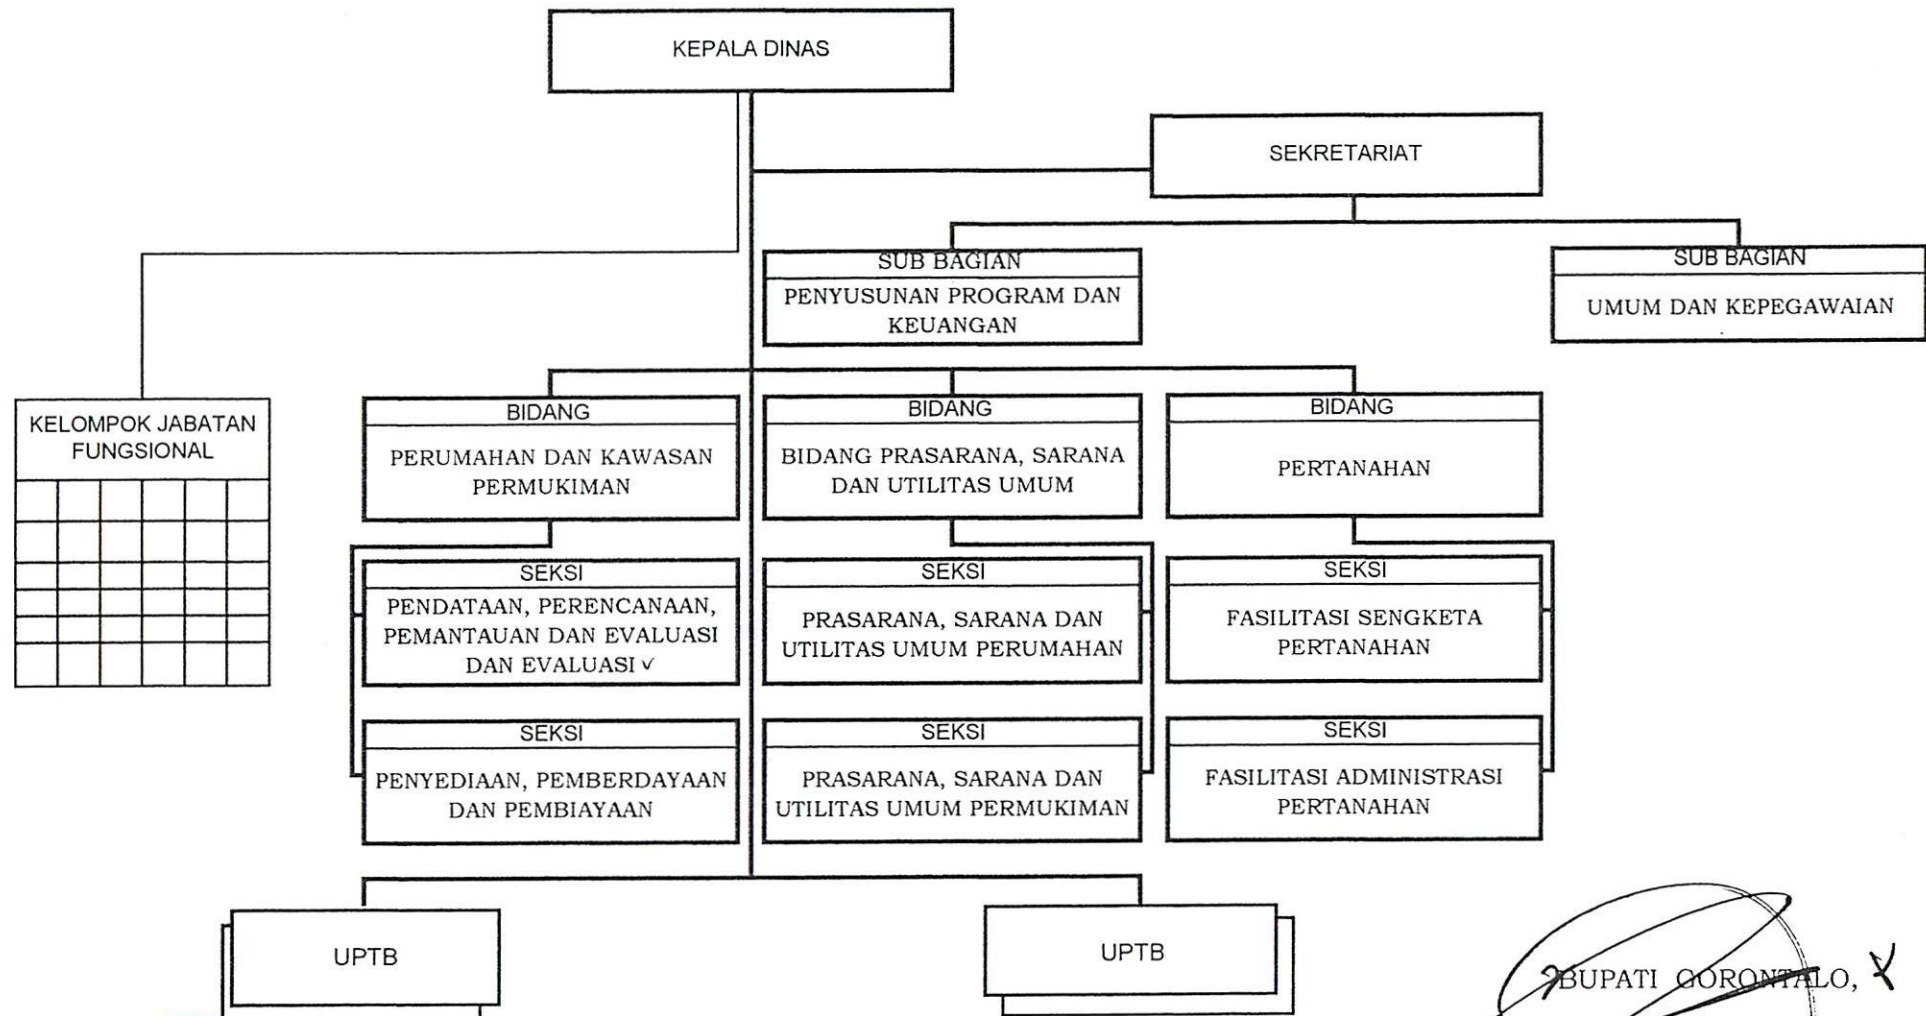 KEPALA DINAS
SEKRETARIAT
SUB BAGIAN
PENYUSUNAN PROGRAM DAN
KEUANGAN
SUB BAGIAN
UMUM DAN KEPEGAWAIAN
KELOMPOK JABATAN
FUNGSIONAL
BIDANG
PERUMAHAN DAN KAWASAN
PERMUKIMAN
BIDANG
BIDANG PRASARANA, SARANA
DAN UTILITAS UMUM
BIDANG
PERTANAHAN
SEKSI
PENDATAAN, PERENCANAAN,
PEMANTAUAN DAN EVALUASI
DAN EVALUASI
SEKSI
PRASARANA, SARANA DAN
UTILITAS UMUM PERUMAHAN
SEKSI
FASILITASI SENGKETA
PERTANAHAN
SEKSI
PENYEDIAAN, PEMBERDAYAAN
DAN PEMBIAYAAN
SEKSI
PRASARANA, SARANA DAN
UTILITAS UMUM PERMUKIMAN
SEKSI
FASILITASI ADMINISTRASI
PERTANAHAN
UPTB
UPTB
BUPATI GORONTALO,